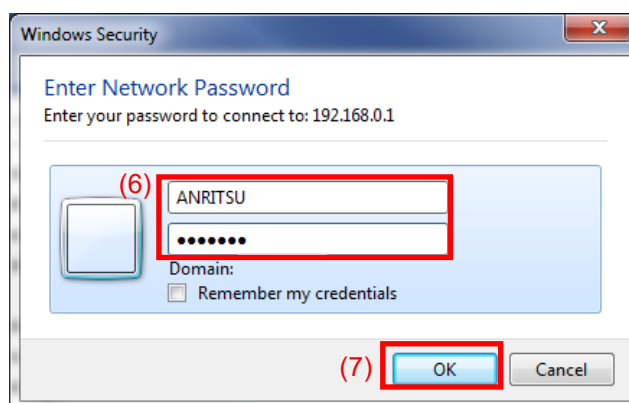 Windows Security
Enter Network Password
Enter your password to connect to: 192.168.0.1
(6)
ANRITSU
•••••••
Domain:
Remember my credentials
(7) OK Cancel